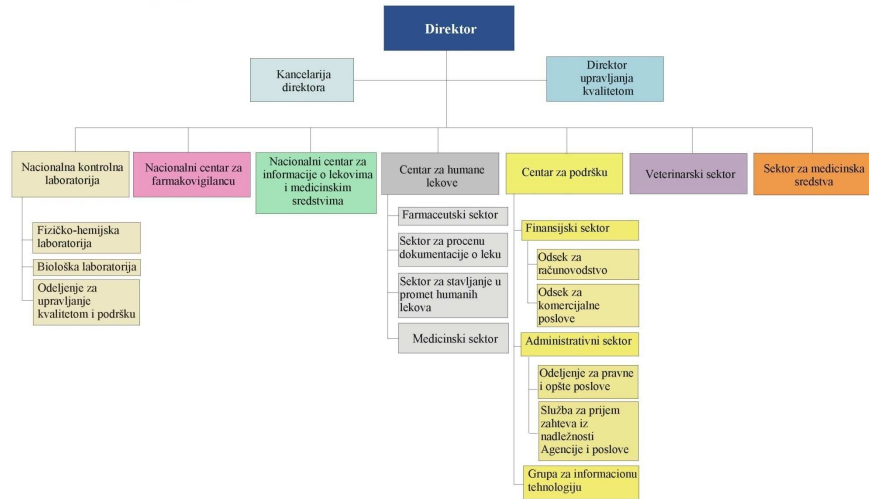 Direktor
Kancelarija
direktora
Direktor
upravljanja
kvalitetom
Nacionalna kontrolna
laboratorija
Fizičko-hemijska
laboratorija
Biološka laboratorija
Odeljenje za
upravljanje
kvalitetom i podršku
Nacionalni centar za
farmakovigilancu
Nacionalni centar za
informacije o lekovima
i medicinskim
sredstvima
Centar za humane
lekove
Farmaceutski sektor
Sektor za procenu
dokumentacije o leku
Sektor za stavljanje u
promet humanih
lekova
Medicinski sektor
Centar za podršku
Finansijski sektor
Odsek za
računovodstvo
Odsek za
komercijalne
poslove
Administrativni sektor
Odeljenje za pravne
i opšte poslove
Služba za prijem
zahteva iz
nadležnosti
Agencije i poslove
Grupa za informacionu
tehnologiju
Veterinarski sektor
Sektor za medicinska
sredstva